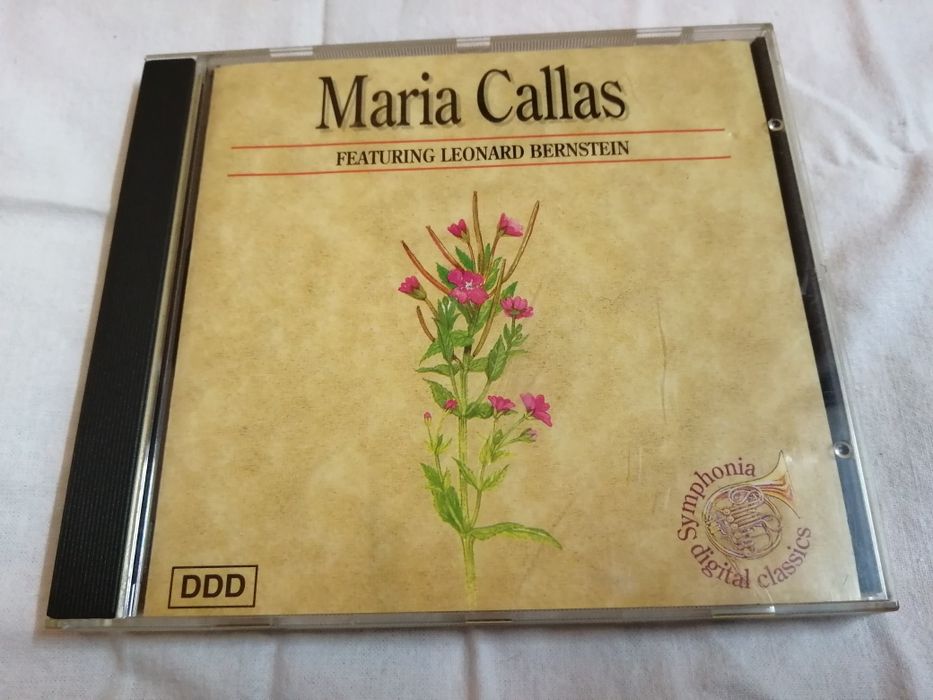 Maria Callas
FEATURING LEONARD BERNSTEIN
Symphonia
digital classics
DDD